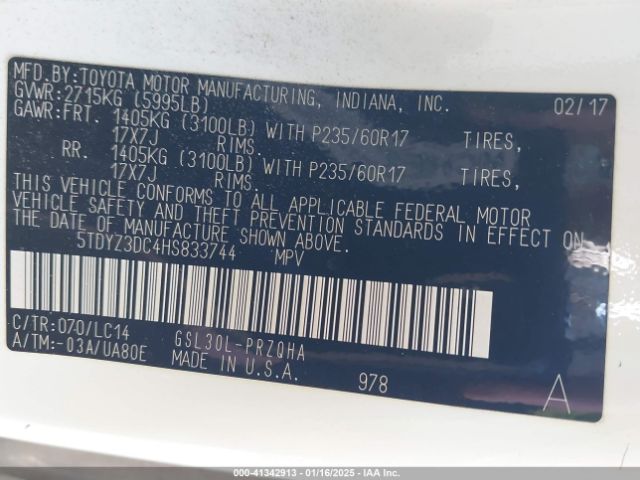 MFD.BY:TOYOTA MOTOR MANUFACTURING, INDIANA, INC. 02/17
GVWR:2715KG (5995LB)
GAWR:FRT. 1405KG (3100LB) WITH P235/60R17 TIRES,
17X7J RIMS.
RR. 1405KG (3100LB) WITH P235/60R17 TIRES,
17X7J RIMS.
THIS VEHICLE CONFORMS TO ALL APPLICABLE FEDERAL MOTOR
VEHICLE SAFETY AND THEFT PREVENTION STANDARDS IN EFFECT ON
THE DATE OF MANUFACTURE SHOWN ABOVE.
5TDYZ3DC4HS833744 MPV
C/TR:070/LC14 GSL30L-PRZQHA
A/TM:-03A/UA80E MADE IN U.S.A. 978 A
000-41342913 - 01/16/2025 - IAAI.com